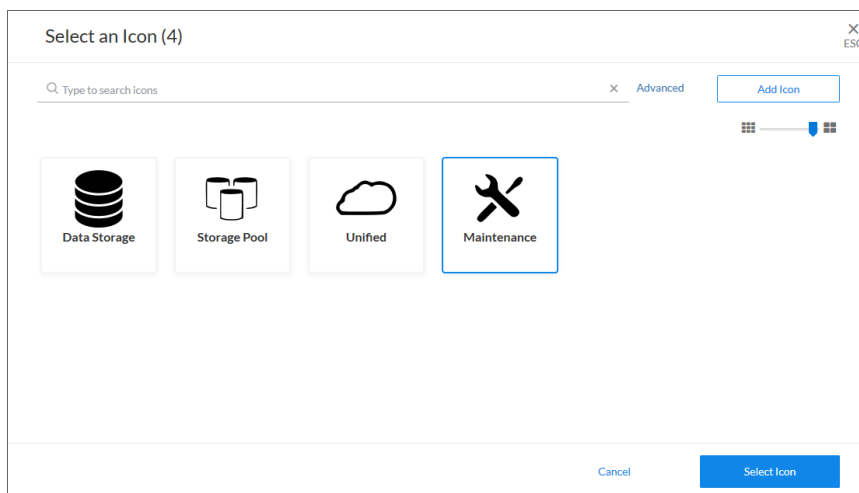 Select an Icon (4)
ESC
Type to search icons
Advanced
Add Icon
Data Storage
Storage Pool
Unified
Maintenance
Cancel
Select Icon